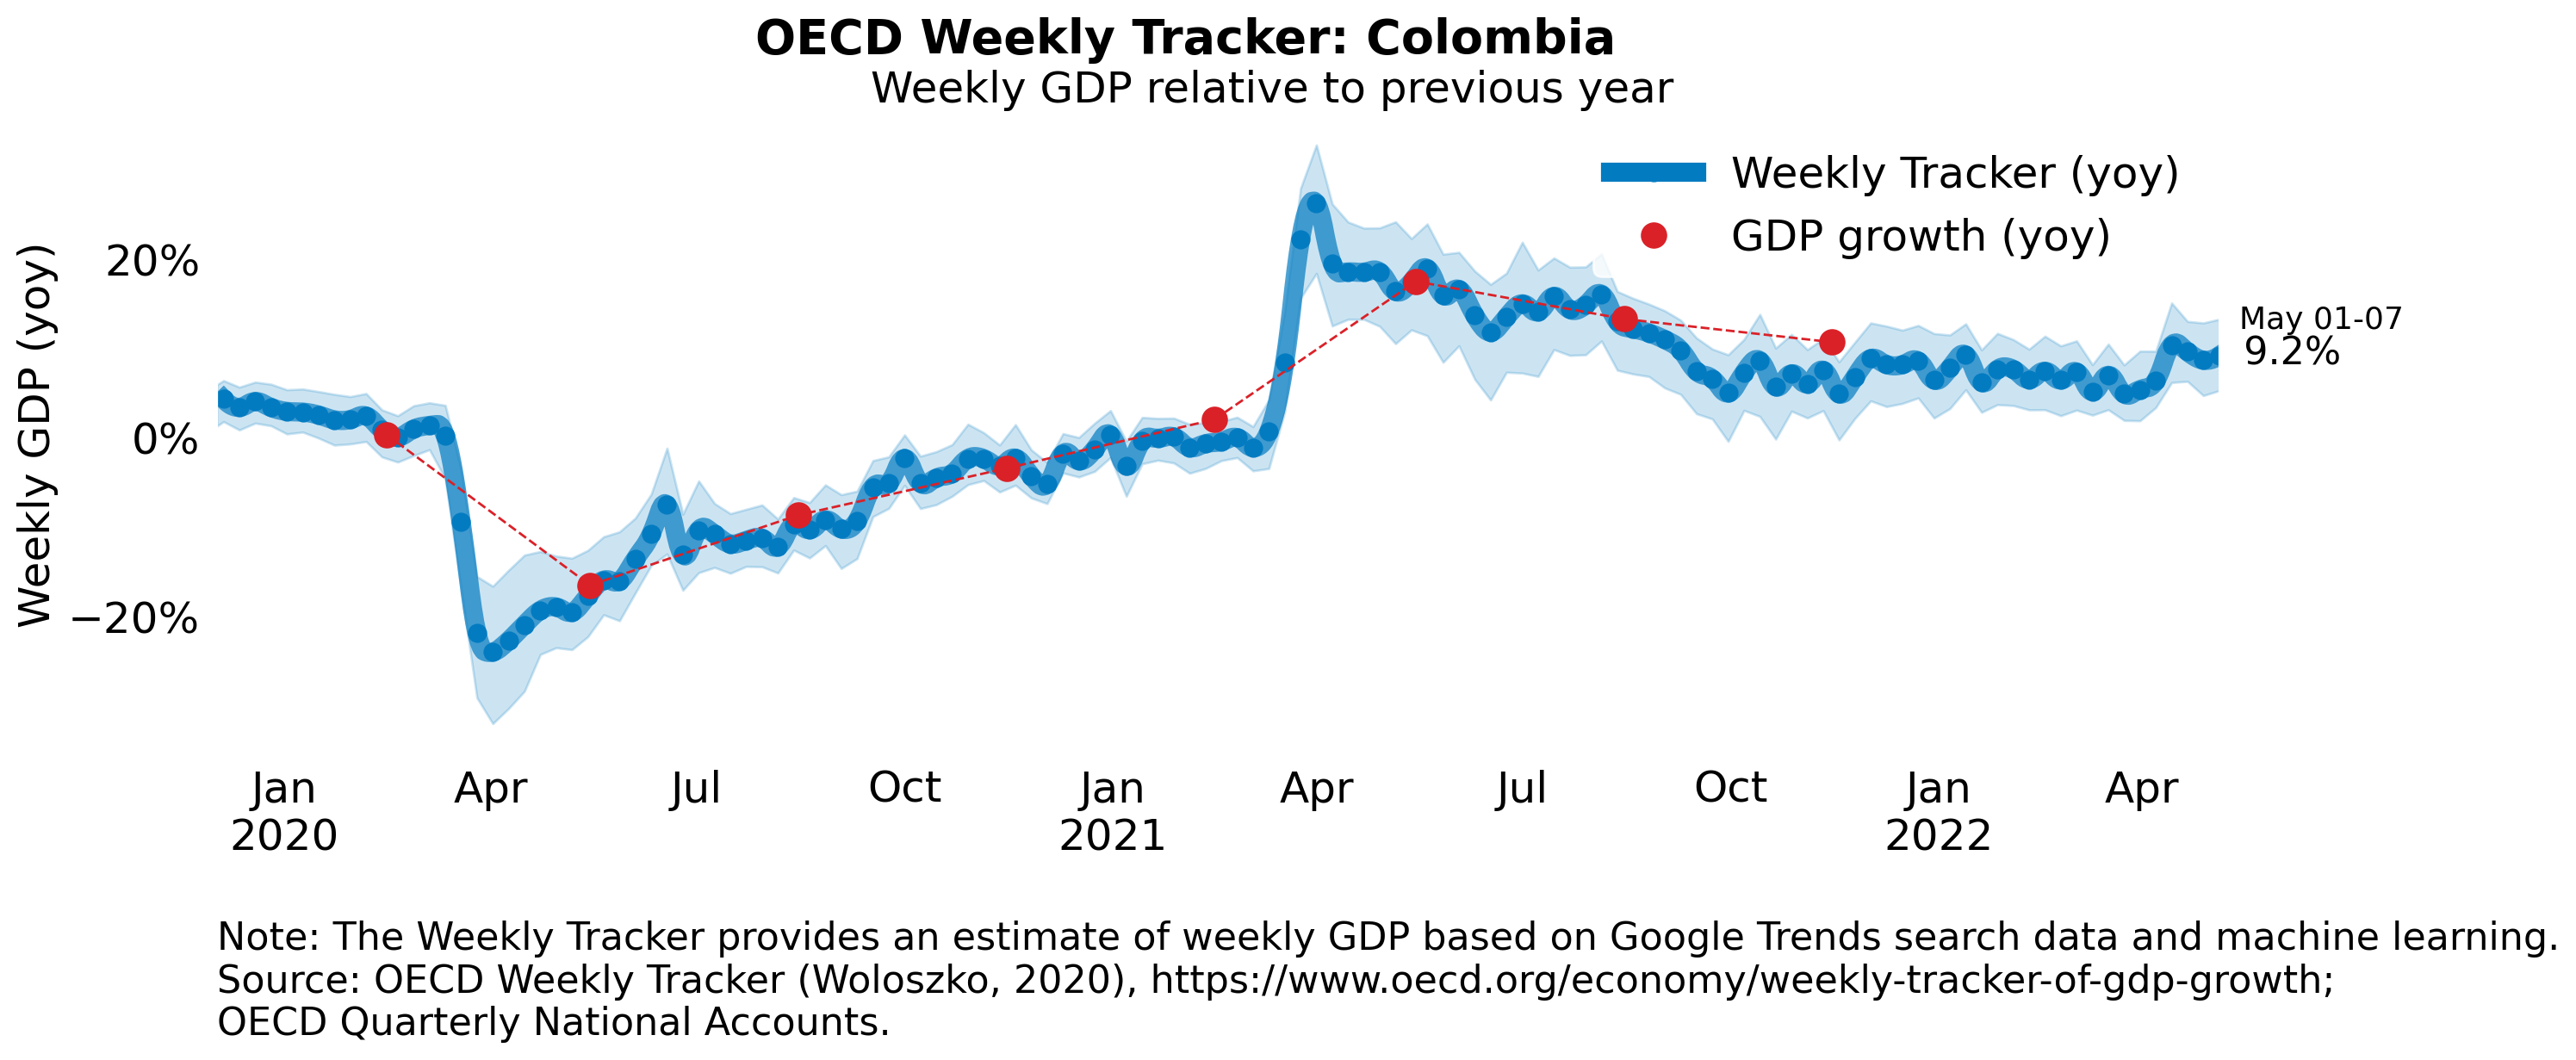 OECD Weekly Tracker: Colombia
Weekly GDP relative to previous year
Weekly Tracker (yoy)
GDP growth (yoy)
Weekly GDP (yoy)
20%
0%
−20%
May 01-07
9.2%
Jan Apr Jul Oct Jan Apr Jul Oct Jan Apr
2020 2021 2022
Note: The Weekly Tracker provides an estimate of weekly GDP based on Google Trends search data and machine learning.
Source: OECD Weekly Tracker (Woloszko, 2020), https://www.oecd.org/economy/weekly-tracker-of-gdp-growth;
OECD Quarterly National Accounts.